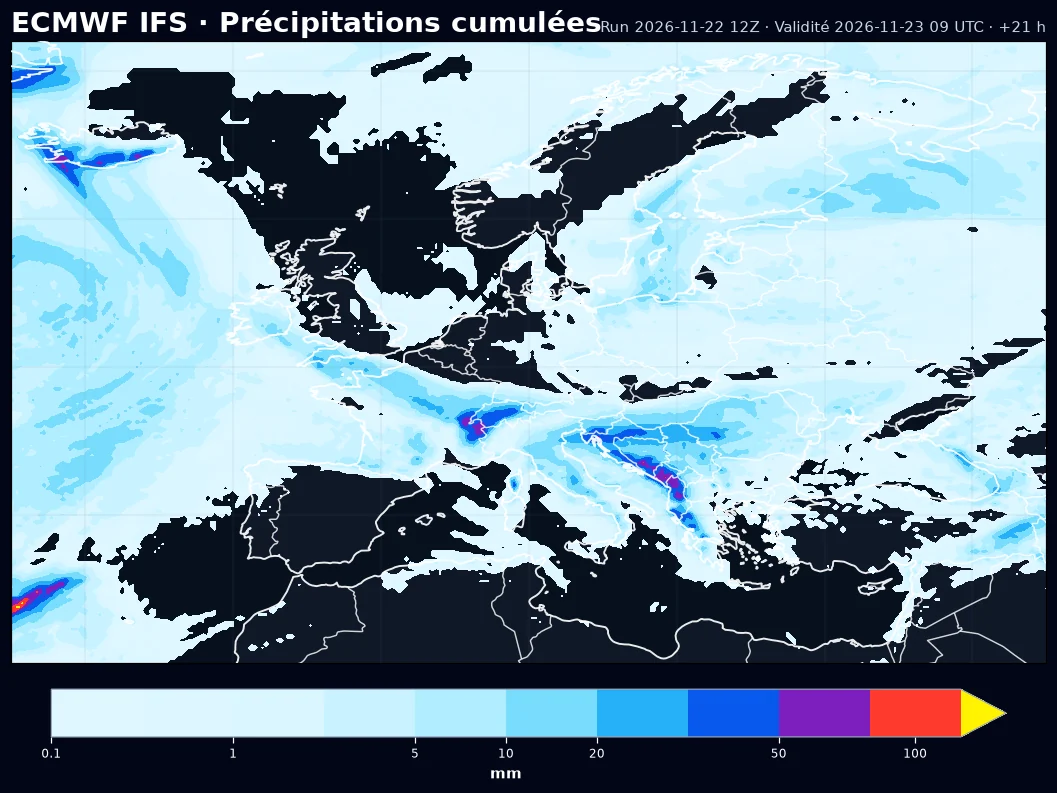 ECMWF IFS · Précipitations cumulées
Run 2026-11-22 12Z · Validité 2026-11-23 09 UTC · +21 h
0.1 1 5 10 20 50 100
mm